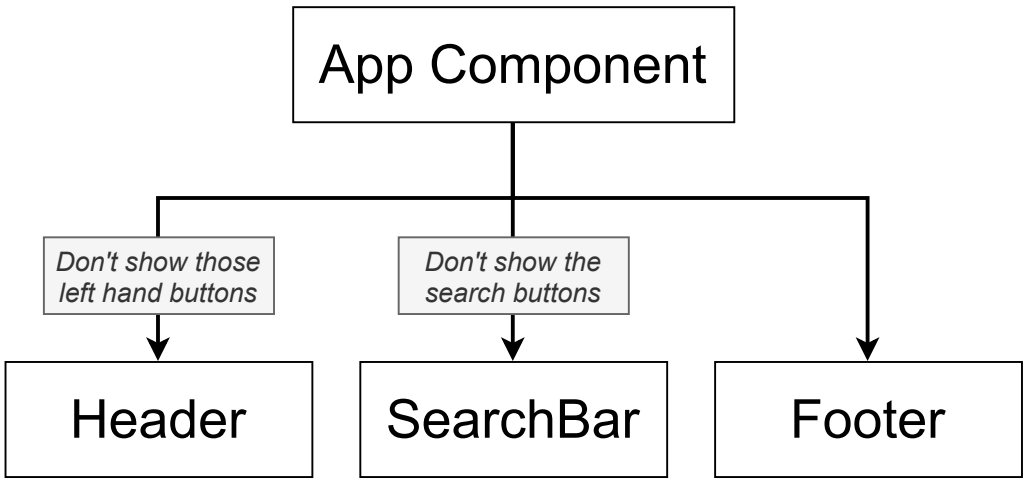 App Component
Don't show those
left hand buttons
Don't show the
search buttons
Header
SearchBar
Footer